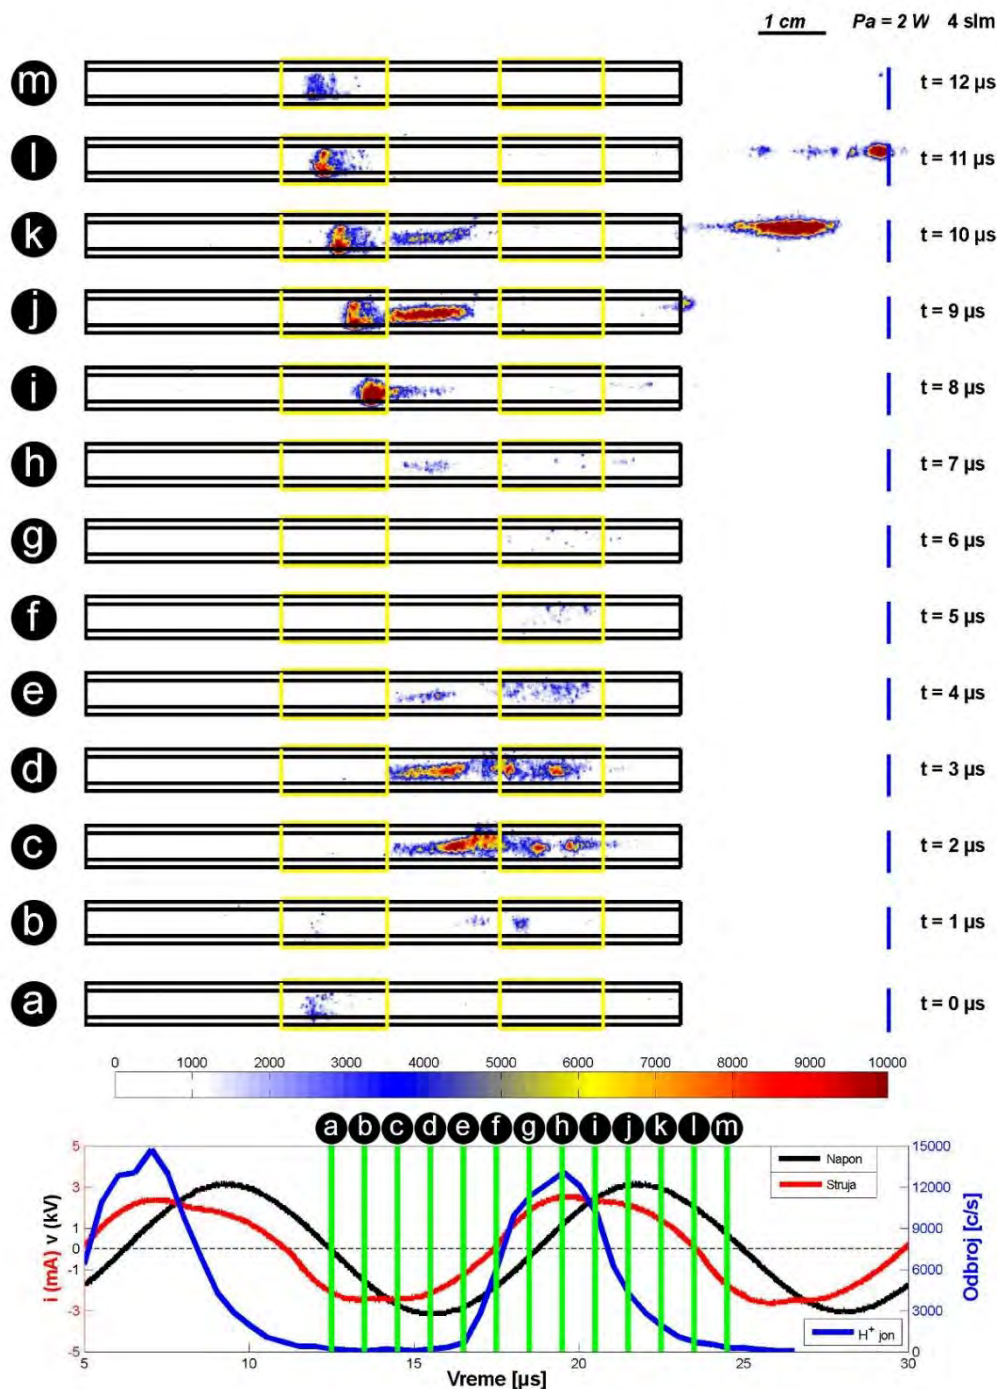 1 cm Pa = 2 W 4 slm
m t = 12 µs
l t = 11 µs
k t = 10 µs
j t = 9 µs
i t = 8 µs
h t = 7 µs
g t = 6 µs
f t = 5 µs
e t = 4 µs
d t = 3 µs
c t = 2 µs
b t = 1 µs
a t = 0 µs
0 1000 2000 3000 4000 5000 6000 7000 8000 9000 10000
a b c d e f g h i j k l m
5 3 1 0 -1 -3 -5
i (mA) v (kV)
Napon
Struja
H+ jon
15000 12000 9000 6000 3000 0
Odbroj [c/s]
5 10 15 20 25 30
Vreme [µs]